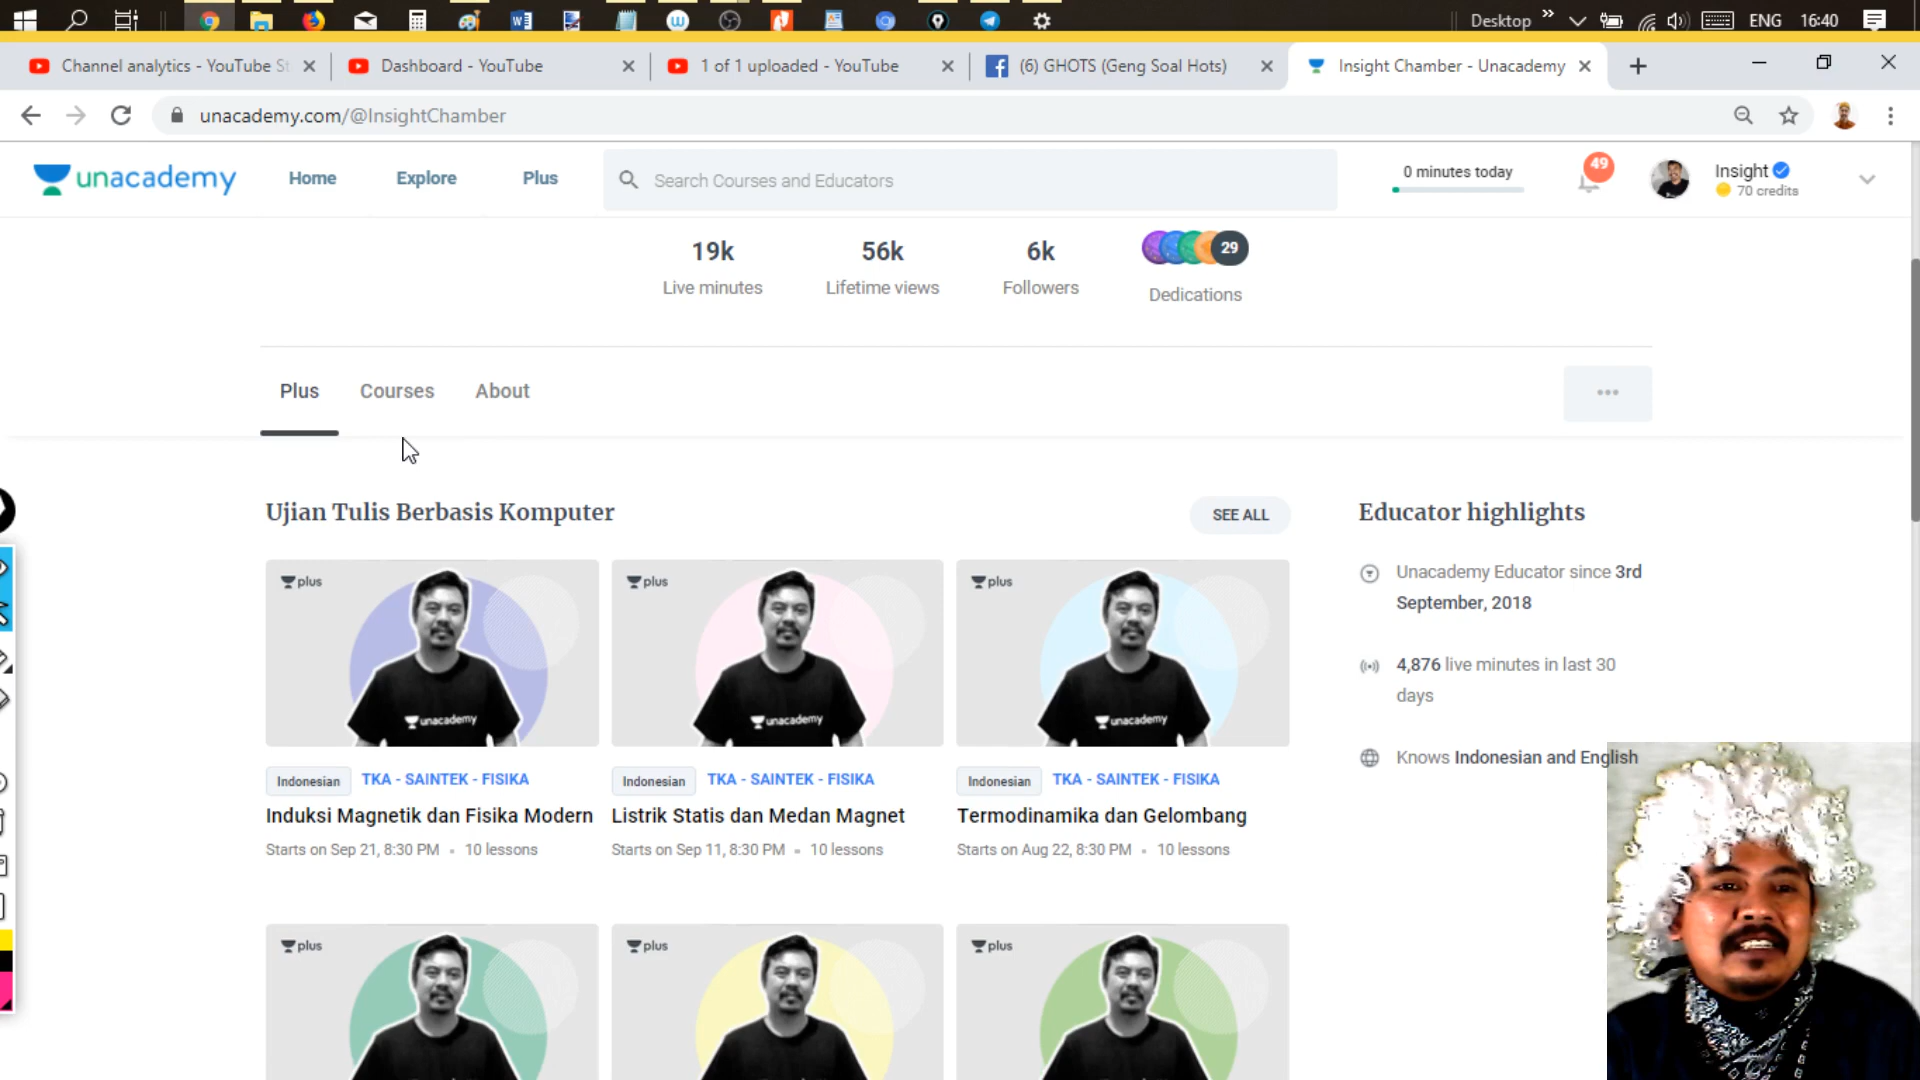 Desktop
ENG
16:40
Channel analytics - YouTube St
Dashboard - YouTube
1 of 1 uploaded - YouTube
(6) GHOTS (Geng Soal Hots)
Insight Chamber - Unacademy
unacademy.com/@InsightChamber
unacademy
Home
Explore
Plus
Search Courses and Educators
0 minutes today
49
Insight
70 credits
19k
Live minutes
56k
Lifetime views
6k
Followers
29
Dedications
Plus
Courses
About
Ujian Tulis Berbasis Komputer
SEE ALL
plus
unacademy
Indonesian
TKA - SAINTEK - FISIKA
Induksi Magnetik dan Fisika Modern
Starts on Sep 21, 8:30 PM • 10 lessons
plus
unacademy
Indonesian
TKA - SAINTEK - FISIKA
Listrik Statis dan Medan Magnet
Starts on Sep 11, 8:30 PM • 10 lessons
plus
unacademy
Indonesian
TKA - SAINTEK - FISIKA
Termodinamika dan Gelombang
Starts on Aug 22, 8:30 PM • 10 lessons
plus
plus
plus
Educator highlights
Unacademy Educator since 3rd
September, 2018
4,876 live minutes in last 30
days
Knows Indonesian and English